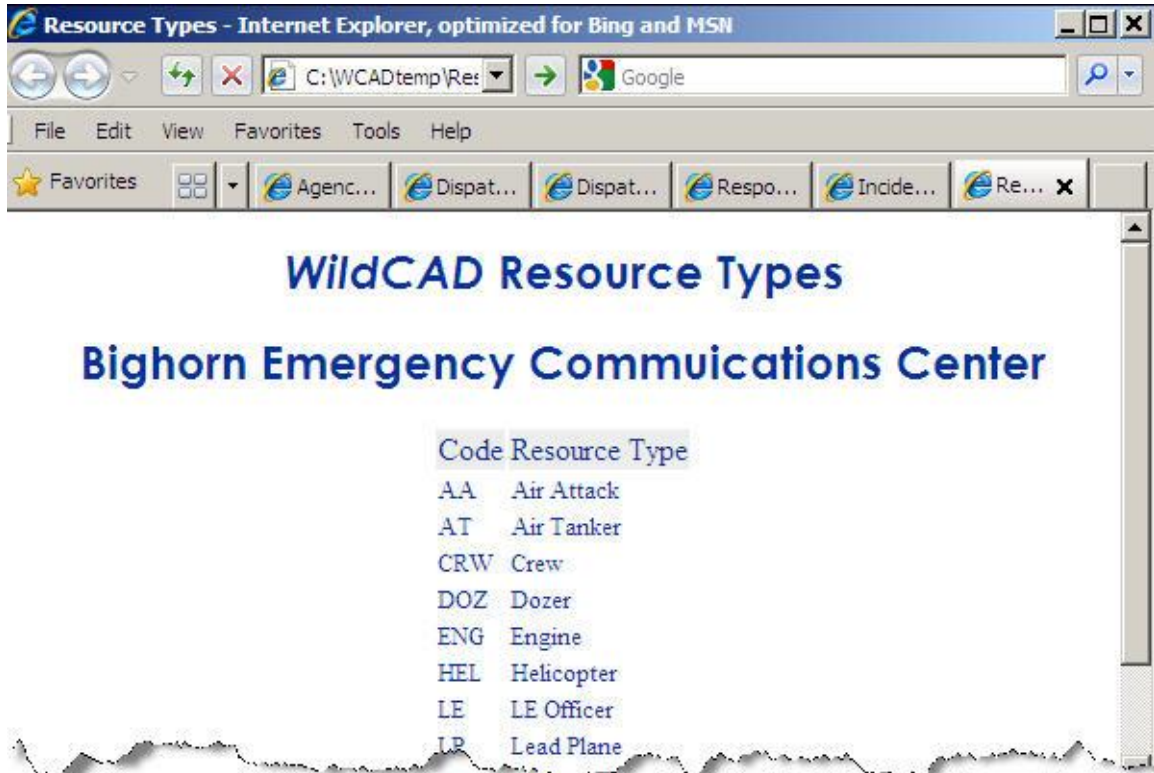 Resource Types - Internet Explorer, optimized for Bing and MSN
C:\WCADtemp\Res Google
File Edit View Favorites Tools Help
Favorites Agenc... Dispat... Dispat... Respo... Incide... Re...
WildCAD Resource Types
Bighorn Emergency Commuications Center
Code Resource Type
AA Air Attack
AT Air Tanker
CRW Crew
DOZ Dozer
ENG Engine
HEL Helicopter
LE LE Officer
LP Lead Plane